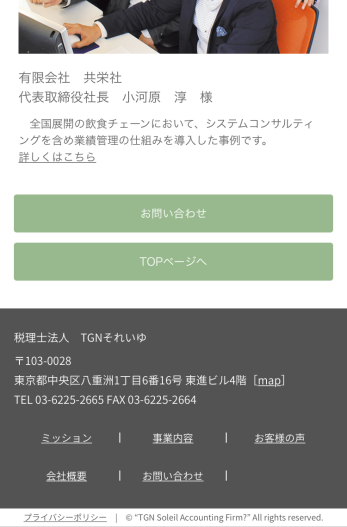 有限会社　共栄社
代表取締役社長　小河原　淳　様
　全国展開の飲食チェーンにおいて、システムコンサルティ
ングを含め業績管理の仕組みを導入した事例です。
詳しくはこちら
お問い合わせ
TOPページへ
税理士法人　TGNそれいゆ
〒103-0028
東京都中央区八重洲1丁目6番16号 東進ビル4階［map］
TEL 03-6225-2665 FAX 03-6225-2664
ミッション | 事業内容 | お客様の声
会社概要 | お問い合わせ |
プライバシーポリシー | © “TGN Soleil Accounting Firm?” All rights reserved.